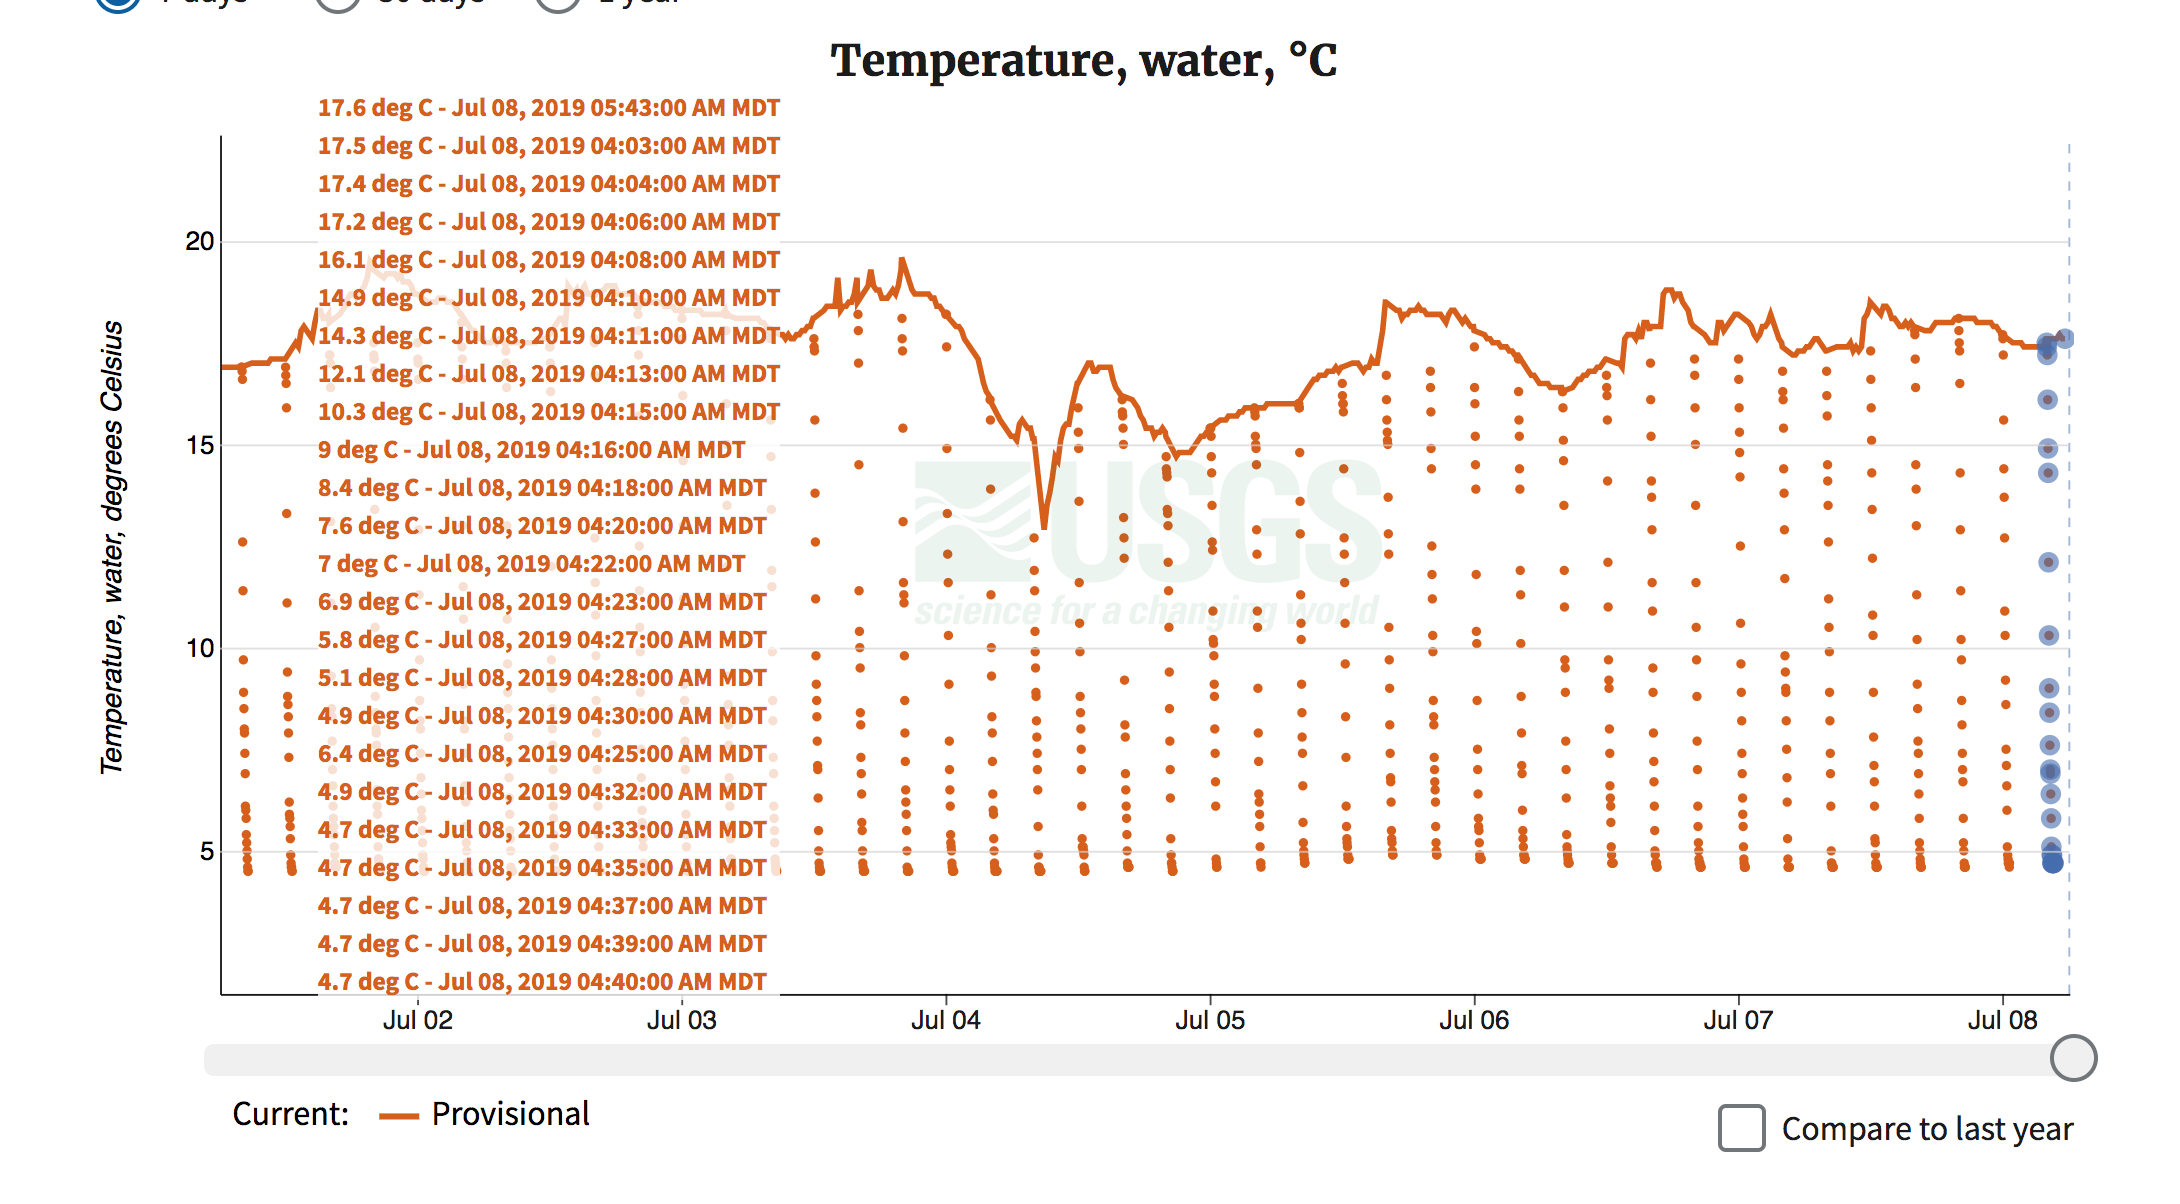 Temperature, water, °C
17.6 deg C - Jul 08, 2019 05:43:00 AM MDT
17.5 deg C - Jul 08, 2019 04:03:00 AM MDT
17.4 deg C - Jul 08, 2019 04:04:00 AM MDT
17.2 deg C - Jul 08, 2019 04:06:00 AM MDT
16.1 deg C - Jul 08, 2019 04:08:00 AM MDT
14.9 deg C - Jul 08, 2019 04:10:00 AM MDT
14.3 deg C - Jul 08, 2019 04:11:00 AM MDT
12.1 deg C - Jul 08, 2019 04:13:00 AM MDT
10.3 deg C - Jul 08, 2019 04:15:00 AM MDT
9 deg C - Jul 08, 2019 04:16:00 AM MDT
8.4 deg C - Jul 08, 2019 04:18:00 AM MDT
7.6 deg C - Jul 08, 2019 04:20:00 AM MDT
7 deg C - Jul 08, 2019 04:22:00 AM MDT
6.9 deg C - Jul 08, 2019 04:23:00 AM MDT
5.8 deg C - Jul 08, 2019 04:27:00 AM MDT
5.1 deg C - Jul 08, 2019 04:28:00 AM MDT
4.9 deg C - Jul 08, 2019 04:30:00 AM MDT
6.4 deg C - Jul 08, 2019 04:25:00 AM MDT
4.9 deg C - Jul 08, 2019 04:32:00 AM MDT
4.7 deg C - Jul 08, 2019 04:33:00 AM MDT
4.7 deg C - Jul 08, 2019 04:35:00 AM MDT
4.7 deg C - Jul 08, 2019 04:37:00 AM MDT
4.7 deg C - Jul 08, 2019 04:39:00 AM MDT
4.7 deg C - Jul 08, 2019 04:40:00 AM MDT
Temperature, water, degrees Celsius
20
15
10
5
USGS
science for a changing world
Jul 02
Jul 03
Jul 04
Jul 05
Jul 06
Jul 07
Jul 08
Current:
Provisional
Compare to last year